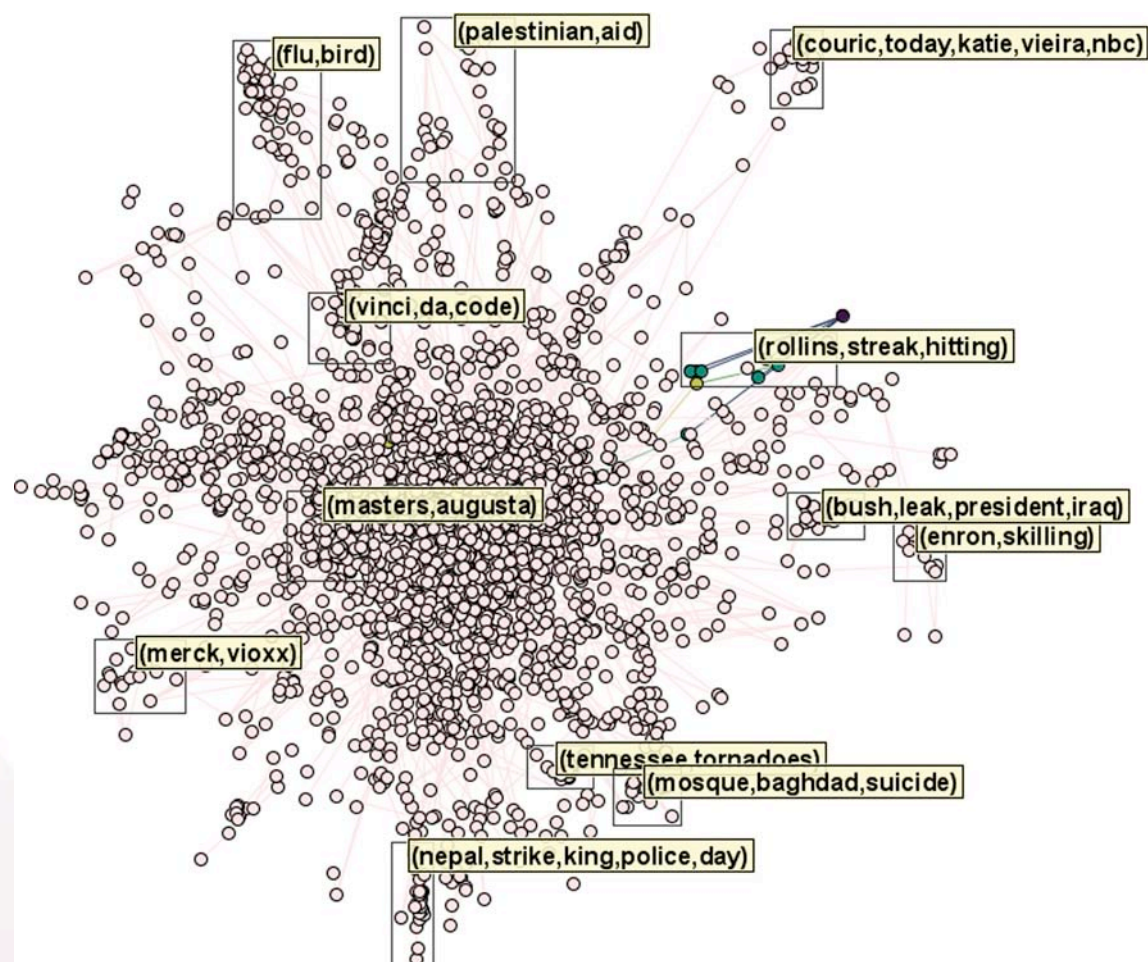 (palestinian,aid)
(couric,today,katie,vieira,nbc)
(flu,bird)
(vinci,da,code)
(rollins,streak,hitting)
(masters,augusta)
(bush,leak,president,iraq)
(enron,skilling)
(merck,vioxx)
(tennessee,tornadoes)
(mosque,baghdad,suicide)
(nepal,strike,king,police,day)